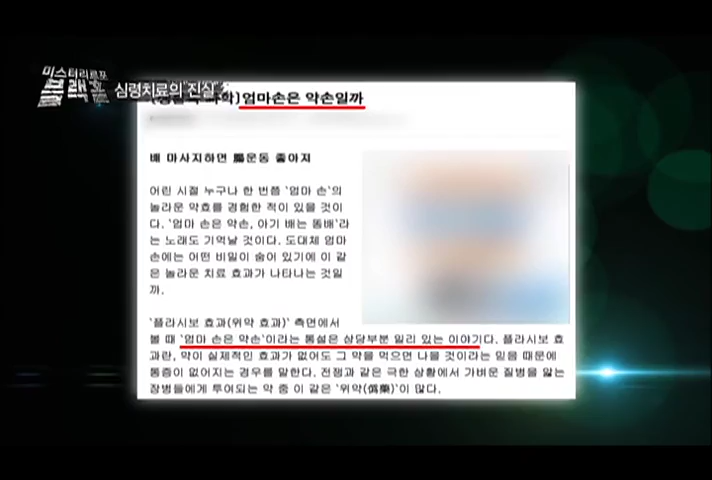 미스터리르포
블랙홀
심령치료의 "진실"
엄마손은 약손일까
배 마사지하면 腸운동 좋아지
어린 시절 누구나 한 번쯤 `엄마 손`의
놀라운 약효를 경험한 적이 있을 것이
다. `엄마 손은 약손, 아기 배는 똥배`라
는 노래도 기억날 것이다. 도대체 엄마
손에는 어떤 비밀이 숨어 있기에 이 같
은 놀라운 치료 효과가 나타나는 것일
까.
`플라시보 효과(위약 효과)` 측면에서
볼 때 `엄마 손은 약손`이라는 통설은 상당부분 일리 있는 이야기다. 플라시보 효
과란, 약이 실제적인 효과가 없어도 그 약을 먹으면 나을 것이라는 믿음 때문에
통증이 없어지는 경우를 말한다. 전쟁과 같은 극한 상황에서 가벼운 질병을 앓는
장병들에게 투여되는 약 중 이 같은 `위약(僞藥)`이 많다.